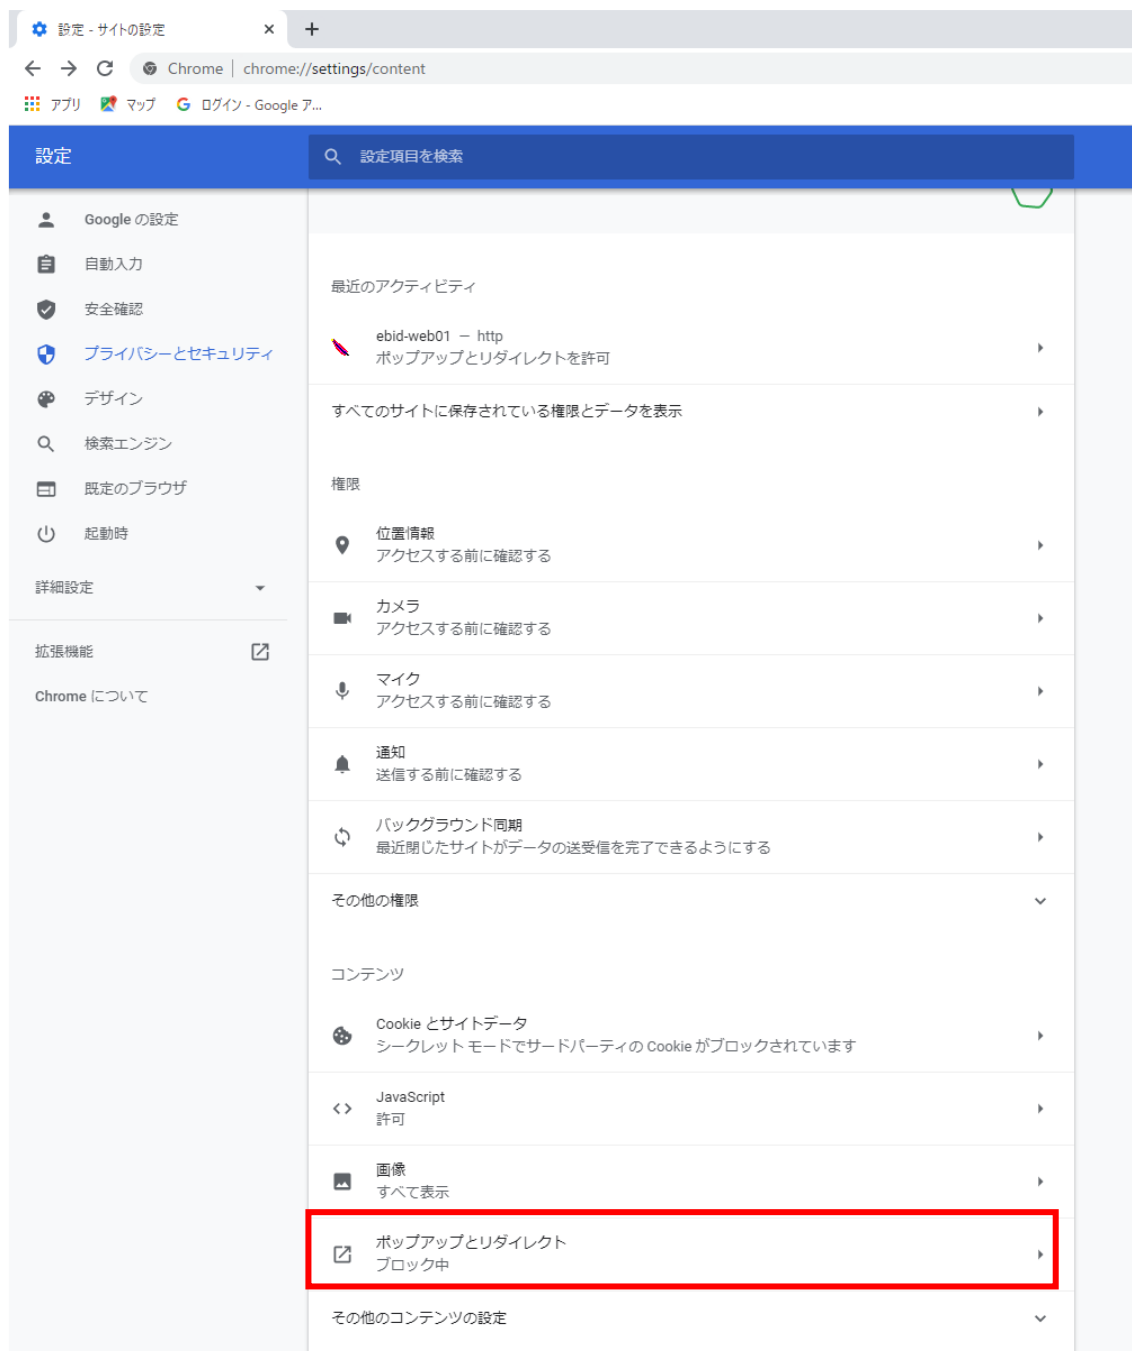 設定 - サイトの設定
Chrome | chrome://settings/content
アプリ マップ ログイン - Google ア...
設定
設定項目を検索
Google の設定
自動入力
安全確認
プライバシーとセキュリティ
デザイン
検索エンジン
既定のブラウザ
起動時
詳細設定
拡張機能
Chrome について
最近のアクティビティ
ebid-web01 — http
ポップアップとリダイレクトを許可
すべてのサイトに保存されている権限とデータを表示
権限
位置情報
アクセスする前に確認する
カメラ
アクセスする前に確認する
マイク
アクセスする前に確認する
通知
送信する前に確認する
バックグラウンド同期
最近閉じたサイトがデータの送受信を完了できるようにする
その他の権限
コンテンツ
Cookie とサイトデータ
シークレット モードでサードパーティの Cookie がブロックされています
JavaScript
許可
画像
すべて表示
ポップアップとリダイレクト
ブロック中
その他のコンテンツの設定